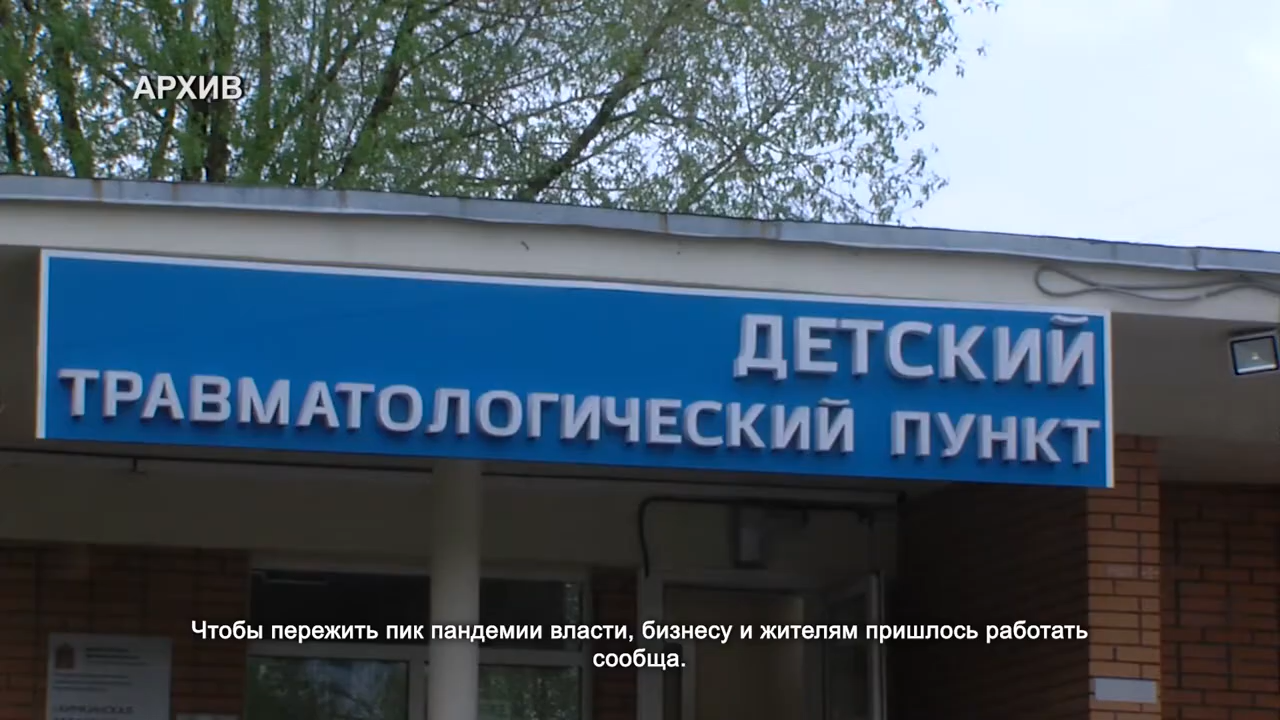 АРХИВ
ДЕТСКИЙ
ТРАВМАТОЛОГИЧЕСКИЙ ПУНКТ
Чтобы пережить пик пандемии власти, бизнесу и жителям пришлось работать
сообща.